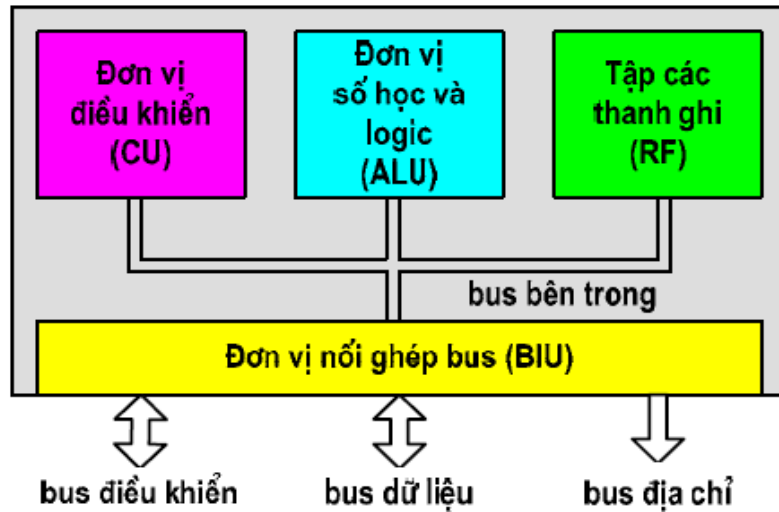 Đơn vị
điều khiển
(CU)
Đơn vị
số học và
logic
(ALU)
Tập các
thanh ghi
(RF)
bus bên trong
Đơn vị nối ghép bus (BIU)
bus điều khiển
bus dữ liệu
bus địa chỉ